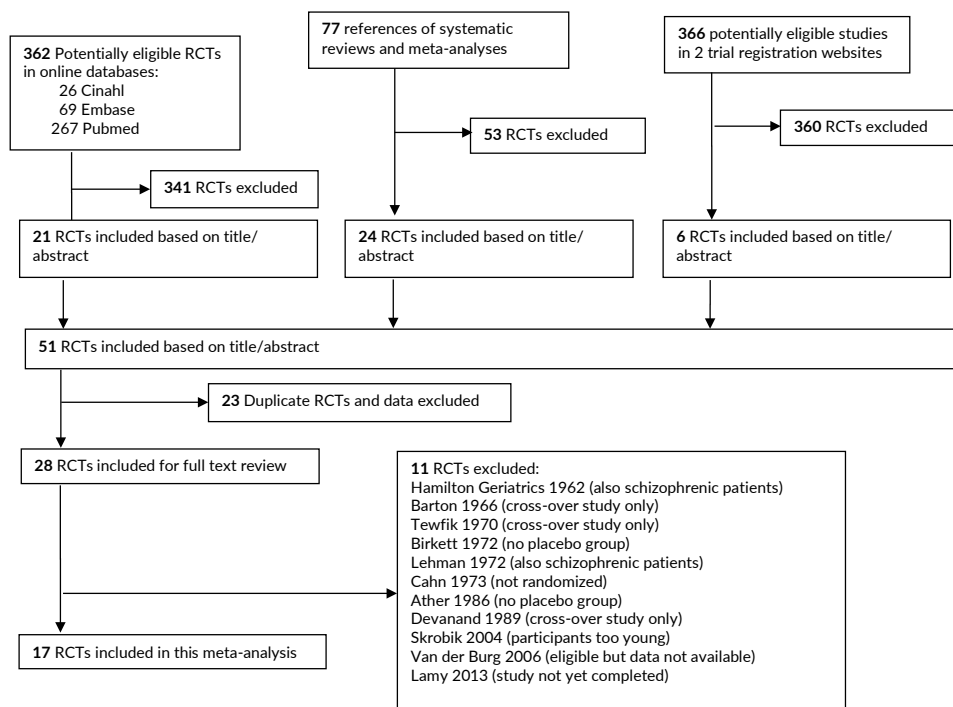 362 Potentially eligible RCTs
in online databases:
26 Cinahl
69 Embase
267 Pubmed
77 references of systematic
reviews and meta-analyses
366 potentially eligible studies
in 2 trial registration websites
341 RCTs excluded
53 RCTs excluded
360 RCTs excluded
21 RCTs included based on title/
abstract
24 RCTs included based on title/
abstract
6 RCTs included based on title/
abstract
51 RCTs included based on title/abstract
23 Duplicate RCTs and data excluded
28 RCTs included for full text review
11 RCTs excluded:
Hamilton Geriatrics 1962 (also schizophrenic patients)
Barton 1966 (cross-over study only)
Tewfik 1970 (cross-over study only)
Birkett 1972 (no placebo group)
Lehman 1972 (also schizophrenic patients)
Cahn 1973 (not randomized)
Ather 1986 (no placebo group)
Devanand 1989 (cross-over study only)
Skrobik 2004 (participants too young)
Van der Burg 2006 (eligible but data not available)
Lamy 2013 (study not yet completed)
17 RCTs included in this meta-analysis